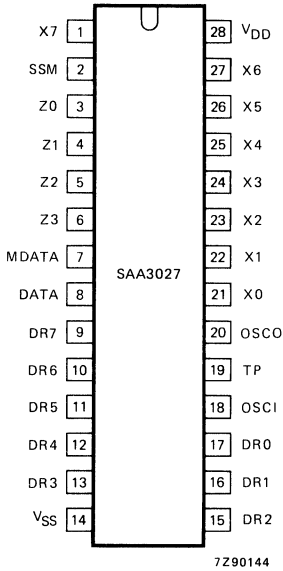 X7 1 28 VDD
SSM 2 27 X6
Z0 3 26 X5
Z1 4 25 X4
Z2 5 24 X3
Z3 6 23 X2
MDATA 7 22 X1
SAA3027
DATA 8 21 X0
DR7 9 20 OSCO
DR6 10 19 TP
DR5 11 18 OSCI
DR4 12 17 DR0
DR3 13 16 DR1
VSS 14 15 DR2
7Z90144